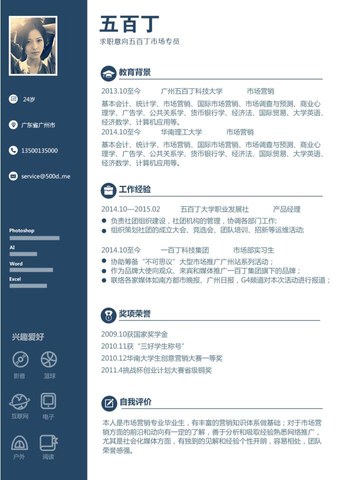 五百丁
求职意向五百丁市场专员
24岁
广东省广州市
13500135000
service@500d..me
Photoshop
AI
Word
Excel
兴趣爱好
亲善
篮球
互联网
电子
户外
阅读
教育背景
2013.10至今 广州五百丁科技大学 市场营销
基本会计、统计学、市场营销、国际市场营销、市场调查与预测、商业心
理学、广告学、公共关系学、货币银行学、经济法、国际贸易、大学英语、
经济数学、计算机应用等。
2014.10至今 华南理工大学 市场营销
基本会计、统计学、市场营销、国际市场营销、市场调查与预测、商业心
理学、广告学、公共关系学、货币银行学、经济法、国际贸易、大学英语、
经济数学、计算机应用等。
工作经验
2014.10—2015.02 五百丁大学职业发展社 产品经理
负责社团组织建设，社团机构的管理，协调各部门工作；
组织策划社团的成立大会、竞选会、团队培训、招新等运动活动；
2014.10至今 一百丁科技集团 市场部实习生
协助筹备“不可思议”大型市场推广广州站系列活动；
作为品牌大使向观众、来宾和媒体推广一百丁集团旗下的品牌；
联络各家媒体如南方都市晚报，广州日报，G4频道对本次活动进行报道；
奖项荣誉
2009.10获国家奖学金
2010.11获“三好学生称号”
2010.12华南大学生创意营销大赛一等奖
2011.4挑战杯创业计划大赛省级铜奖
自我评价
本人是市场营销专业毕业生，有丰富的营销知识体系做基础；对于市场营
销方面的前沿和动向有一定的了解，善于分析和吸取经验熟悉网络推广，
尤其是社会化媒体方面，有独到的见解和经验个性开朗，容易相处，团队
荣誉感强。